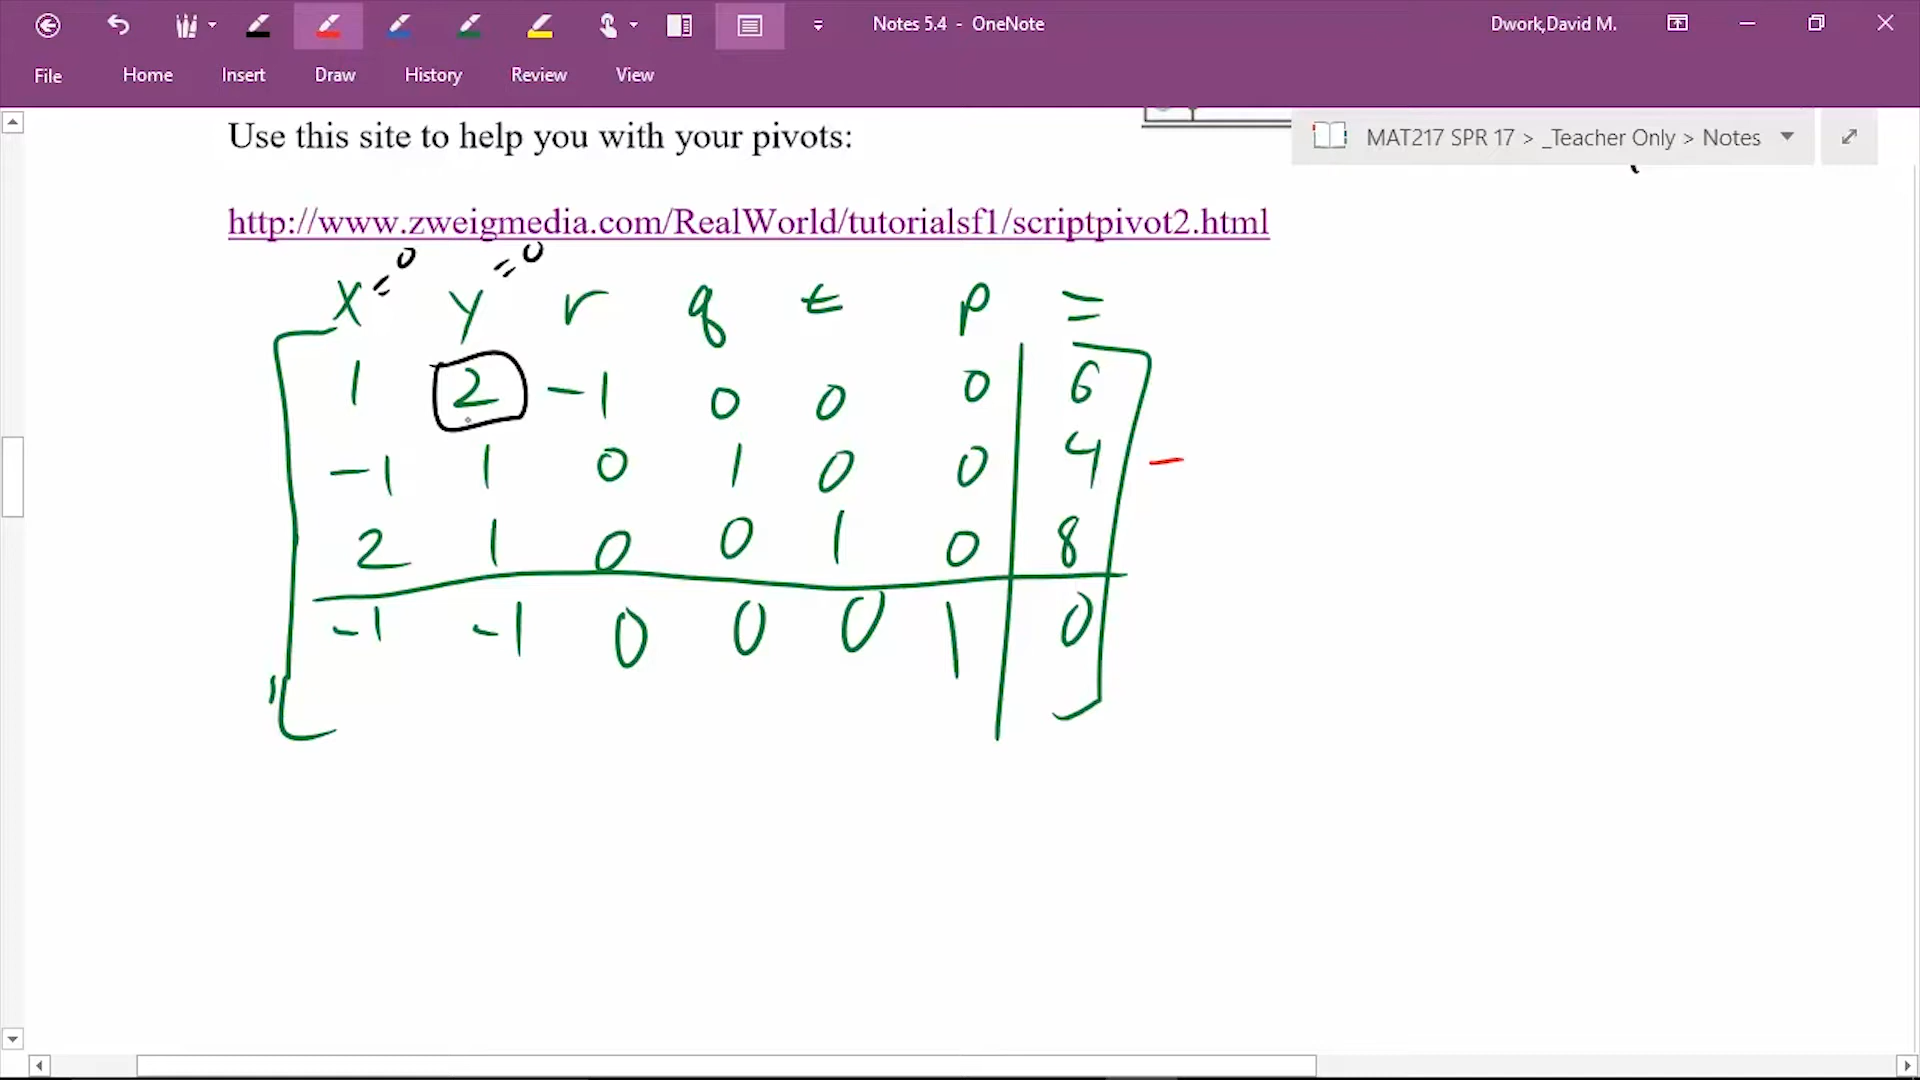 Notes 5.4 - OneNote
Dwork,David M.
File Home Insert Draw History Review View
MAT217 SPR 17 > _Teacher Only > Notes
Use this site to help you with your pivots:
http://www.zweigmedia.com/RealWorld/tutorialsf1/scriptpivot2.html
=0 =0
x y r q t p =
1 2 -1 0 0 0 6
-1 1 0 1 0 0 4 -
2 1 0 0 1 0 8
-1 -1 0 0 0 1 0